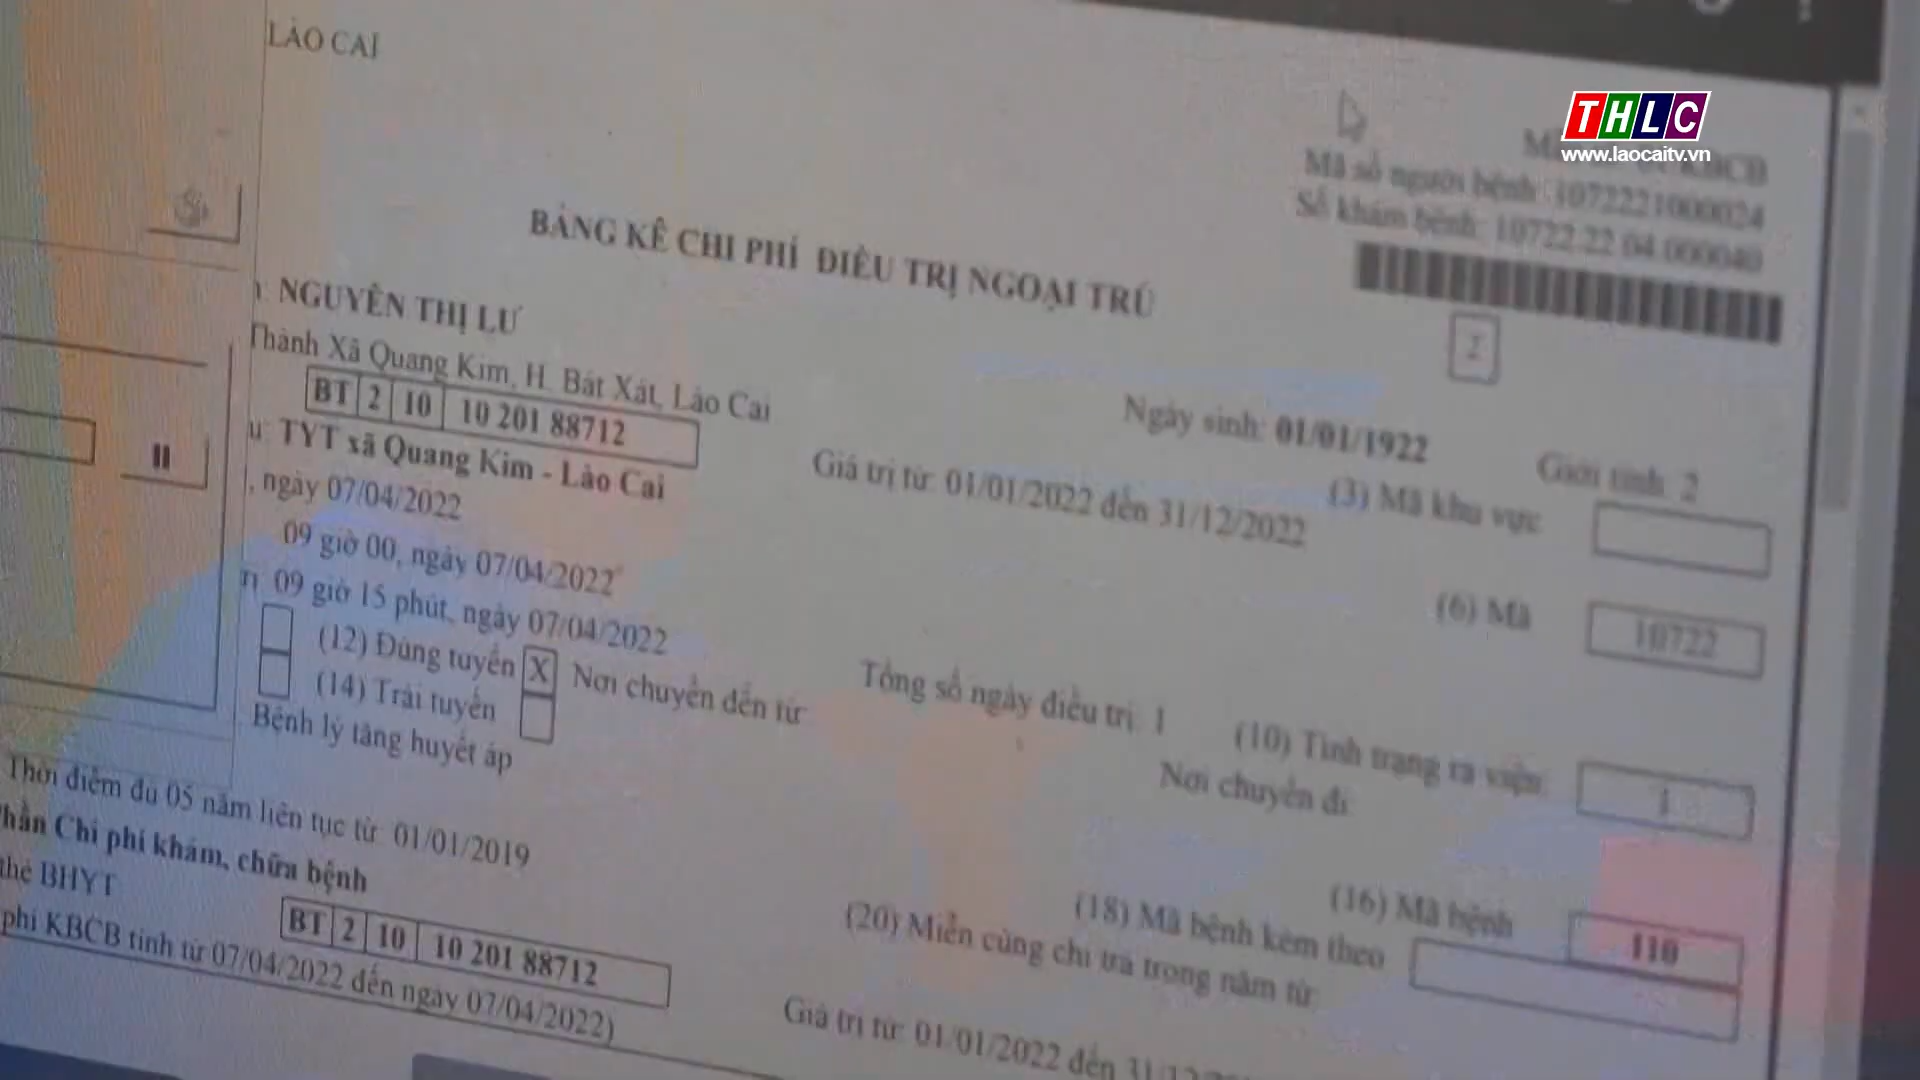 LÀO CAI
THLC
www.laocaitv.vn
KBCB
Mã số người bệnh: 1072221000024
Số khám bệnh: 10722 22 04 000040
BẢNG KÊ CHI PHÍ ĐIỀU TRỊ NGOẠI TRÚ
2
NGUYỄN THỊ LƯ
Thành Xã Quang Kim, H. Bát Xát, Lào Cai
Ngày sinh: 01/01/1922 Giới tính: 2
BT 2 10 10 201 88712
Giá trị từ: 01/01/2022 đến 31/12/2022 (3) Mã khu vực
u: TYT xã Quang Kim - Lào Cai
(6) Mã 10722
, ngày 07/04/2022
09 giờ 00, ngày 07/04/2022
09 giờ 15 phút, ngày 07/04/2022
Tổng số ngày điều trị: 1 (10) Tình trạng ra viện: 1
(12) Đúng tuyến X Nơi chuyển đến từ:
Nơi chuyển đi:
(14) Trái tuyến
Bệnh lý tăng huyết áp
(16) Mã bệnh I10
(18) Mã bệnh kèm theo
Thời điểm đủ 05 năm liên tục từ: 01/01/2019
(20) Miễn cùng chi trả trong năm từ:
hần Chi phí khám, chữa bệnh
thẻ BHYT BT 2 10 10 201 88712
Giá trị từ: 01/01/2022 đến 31/12
phí KBCB tính từ 07/04/2022 đến ngày 07/04/2022)